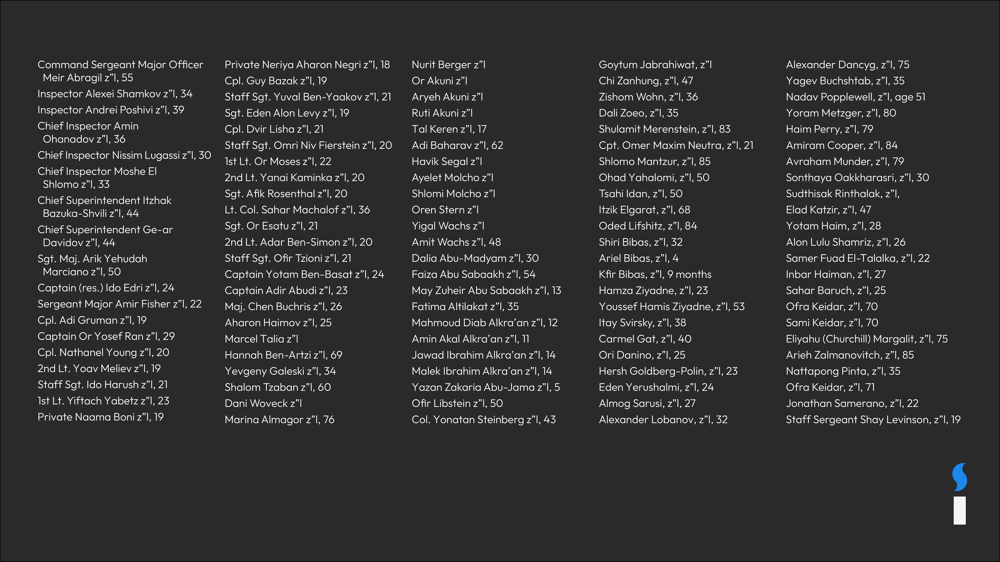 Command Sergeant Major Officer
Meir Abragil z”l, 55
Inspector Alexei Shamkov z”l, 34
Inspector Andrei Poshivi z”l, 39
Chief Inspector Amin
Ohanadov z”l, 36
Chief Inspector Nissim Lugassi z”l, 30
Chief Inspector Moshe El
Shlomo z”l, 33
Chief Superintendent Itzhak
Bazuka-Shvili z”l, 44
Chief Superintendent Ge-ar
Davidov z”l, 44
Sgt. Maj. Arik Yehudah
Marciano z”l, 50
Captain (res.) Ido Edri z”l, 24
Sergeant Major Amir Fisher z”l, 22
Cpl. Adi Gruman z”l, 19
Captain Or Yosef Ran z”l, 29
Cpl. Nathanel Young z”l, 20
2nd Lt. Yoav Meliev z”l, 19
Staff Sgt. Ido Harush z”l, 21
1st Lt. Yiftach Yabetz z”l, 23
Private Naama Boni z”l, 19
Private Neriya Aharon Negri z”l, 18
Cpl. Guy Bazak z”l, 19
Staff Sgt. Yuval Ben-Yaakov z”l, 21
Sgt. Eden Alon Levy z”l, 19
Cpl. Dvir Lisha z”l, 21
Staff Sgt. Omri Niv Fierstein z”l, 20
1st Lt. Or Moses z”l, 22
2nd Lt. Yanai Kaminka z”l, 20
Sgt. Afik Rosenthal z”l, 20
Lt. Col. Sahar Machalof z”l, 36
Sgt. Or Esatu z”l, 21
2nd Lt. Adar Ben-Simon z”l, 20
Staff Sgt. Ofir Tzioni z”l, 21
Captain Yotam Ben-Basat z”l, 24
Captain Adir Abudi z”l, 23
Maj. Chen Buchris z”l, 26
Aharon Haimov z”l, 25
Marcel Talia z”l
Hannah Ben-Artzi z”l, 69
Yevgeny Galeski z”l, 34
Shalom Tzaban z”l, 60
Dani Woveck z”l
Marina Almagor z”l, 76
Nurit Berger z”l
Or Akuni z”l
Aryeh Akuni z”l
Ruti Akuni z”l
Tal Keren z”l, 17
Adi Baharav z”l, 62
Havik Segal z”l
Ayelet Molcho z”l
Shlomi Molcho z”l
Oren Stern z”l
Yigal Wachs z”l
Amit Wachs z”l, 48
Dalia Abu-Madyam z”l, 30
Faiza Abu Sabaakh z”l, 54
May Zuheir Abu Sabaakh z”l, 13
Fatima Altilakat z”l, 35
Mahmoud Diab Alkra’an z”l, 12
Amin Akal Alkra’an z”l, 11
Jawad Ibrahim Alkra’an z”l, 14
Malek Ibrahim Alkra’an z”l, 14
Yazan Zakaria Abu-Jama z”l, 5
Ofir Libstein z”l, 50
Col. Yonatan Steinberg z”l, 43
Goytum Jabrahiwat, z”l
Chi Zanhung, z”l, 47
Zishom Wohn, z”l, 36
Dali Zoeo, z”l, 35
Shulamit Merenstein, z”l, 83
Cpt. Omer Maxim Neutra, z”l, 21
Shlomo Mantzur, z”l, 85
Ohad Yahalomi, z”l, 50
Tsahi Idan, z”l, 50
Itzik Elgarat, z”l, 68
Oded Lifshitz, z”l, 84
Shiri Bibas, z”l, 32
Ariel Bibas, z”l, 4
Kfir Bibas, z”l, 9 months
Hamza Ziyadne, z”l, 23
Youssef Hamis Ziyadne, z”l, 53
Itay Svirsky, z”l, 38
Carmel Gat, z”l, 40
Ori Danino, z”l, 25
Hersh Goldberg-Polin, z”l, 23
Eden Yerushalmi, z”l, 24
Almog Sarusi, z”l, 27
Alexander Lobanov, z”l, 32
Alexander Dancyg, z”l, 75
Yagev Buchshtab, z”l, 35
Nadav Popplewell, z”l, age 51
Yoram Metzger, z”l, 80
Haim Perry, z”l, 79
Amiram Cooper, z”l, 84
Avraham Munder, z”l, 79
Sonthaya Oakkharasri, z”l, 30
Sudthisak Rinthalak, z”l,
Elad Katzir, z”l, 47
Yotam Haim, z”l, 28
Alon Lulu Shamriz, z”l, 26
Samer Fuad El-Talalka, z”l, 22
Inbar Haiman, z”l, 27
Sahar Baruch, z”l, 25
Ofra Keidar, z”l, 70
Sami Keidar, z”l, 70
Eliyahu (Churchill) Margalit, z”l, 75
Arieh Zalmanovitch, z”l, 85
Nattapong Pinta, z”l, 35
Ofra Keidar, z”l, 71
Jonathan Samerano, z”l, 22
Staff Sergeant Shay Levinson, z”l, 19